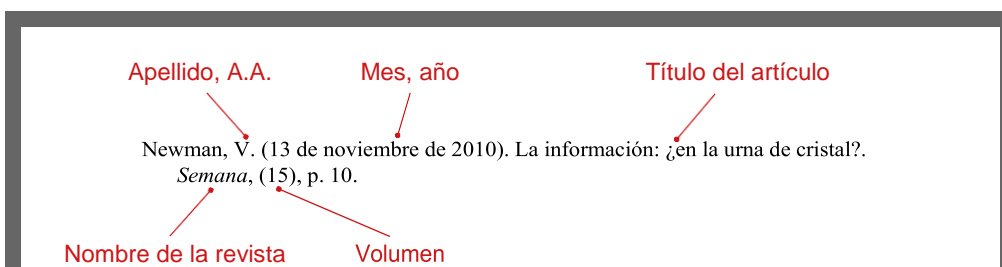 Apellido, A.A. Mes, año Título del artículo
Newman, V. (13 de noviembre de 2010). La información: ¿en la urna de cristal?.
Semana, (15), p. 10.
Nombre de la revista Volumen